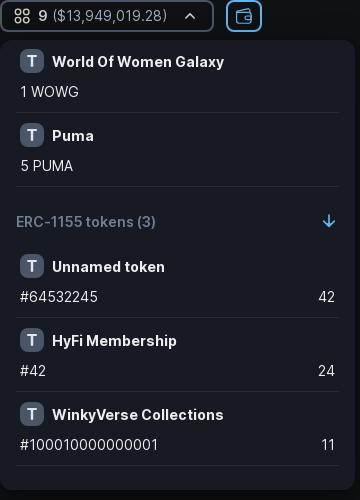 9 ($13,949,019.28)
T World Of Women Galaxy
1 WOWG
T Puma
5 PUMA
ERC-1155 tokens (3)
T Unnamed token
#64532245 42
T HyFi Membership
#42 24
T WinkyVerse Collections
#100010000000001 11